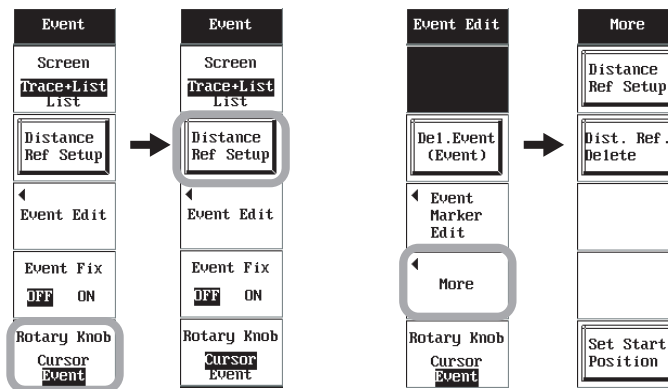 Event
Screen
Trace+List
List
Distance
Ref Setup
Event Edit
Event Fix
OFF ON
Rotary Knob
Cursor
Event
Event
Screen
Trace+List
List
Distance
Ref Setup
Event Edit
Event Fix
OFF ON
Rotary Knob
Cursor
Event
Event Edit
Del.Event
(Event)
Event
Marker
Edit
More
Rotary Knob
Cursor
Event
More
Distance
Ref Setup
Dist. Ref.
Delete
Set Start
Position